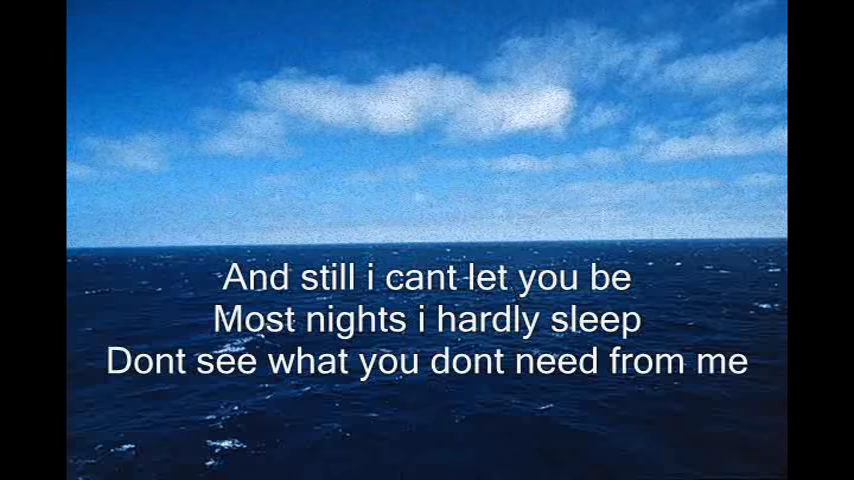 And still i cant let you be
Most nights i hardly sleep
Dont see what you dont need from me